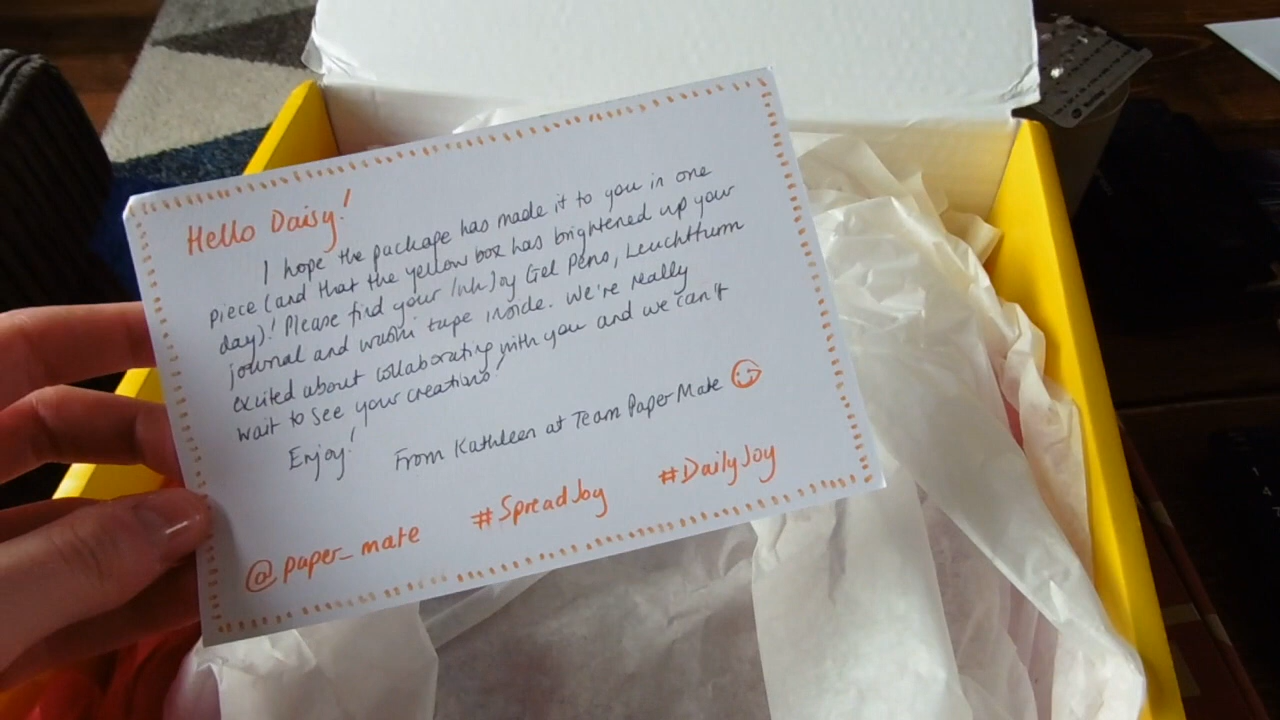 Hello Daisy!
I hope the package has made it to you in one
piece (and that the yellow box has brightened up your
day)! Please find your InkJoy Gel Pens, Leuchtturm
journal and washi tape inside. We're really
excited about collaborating with you and we can't
wait to see your creations!
Enjoy!
From Kathleen at Team PaperMate
@paper_mate #SpreadJoy #DailyJoy